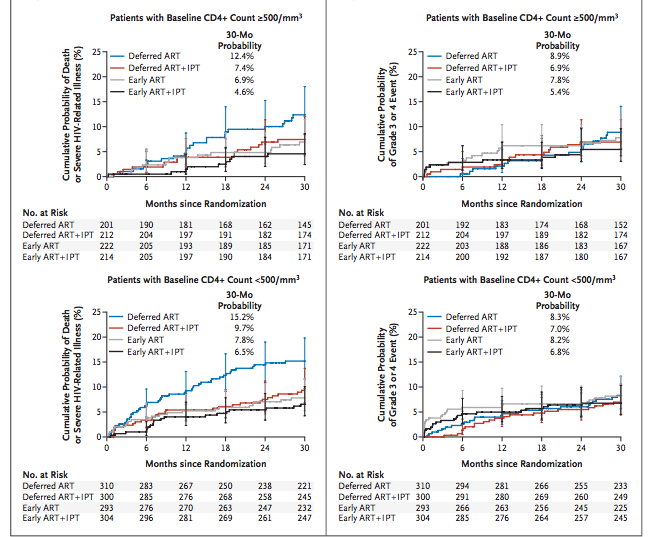 Patients with Baseline CD4+ Count ≥500/mm3
30-Mo
Probability
Deferred ART 12.4%
Deferred ART+IPT 7.4%
Early ART 6.9%
Early ART+IPT 4.6%
Cumulative Probability of Death
or Severe HIV-Related Illness (%)
25
20
15
10
5
0
0 6 12 18 24 30
Months since Randomization
No. at Risk
Deferred ART 201 190 181 168 162 145
Deferred ART+IPT 212 204 197 191 182 174
Early ART 222 205 193 189 185 171
Early ART+IPT 214 205 197 190 184 171
Patients with Baseline CD4+ Count ≥500/mm3
30-Mo
Probability
Deferred ART 8.9%
Deferred ART+IPT 6.9%
Early ART 7.8%
Early ART+IPT 5.4%
Cumulative Probability
of Grade 3 or 4 Event (%)
25
20
15
10
5
0
0 6 12 18 24 30
Months since Randomization
No. at Risk
Deferred ART 201 192 183 174 168 152
Deferred ART+IPT 212 204 197 189 182 174
Early ART 222 203 188 186 183 167
Early ART+IPT 214 200 192 187 180 167
Patients with Baseline CD4+ Count <500/mm3
30-Mo
Probability
Deferred ART 15.2%
Deferred ART+IPT 9.7%
Early ART 7.8%
Early ART+IPT 6.5%
Cumulative Probability of Death
or Severe HIV-Related Illness (%)
25
20
15
10
5
0
0 6 12 18 24 30
Months since Randomization
No. at Risk
Deferred ART 310 283 267 250 238 221
Deferred ART+IPT 300 285 276 268 258 245
Early ART 293 276 270 263 247 232
Early ART+IPT 304 296 281 269 261 247
Patients with Baseline CD4+ Count <500/mm3
30-Mo
Probability
Deferred ART 8.3%
Deferred ART+IPT 7.0%
Early ART 8.2%
Early ART+IPT 6.8%
Cumulative Probability
of Grade 3 or 4 Event (%)
25
20
15
10
5
0
0 6 12 18 24 30
Months since Randomization
No. at Risk
Deferred ART 310 294 281 266 255 233
Deferred ART+IPT 300 291 280 269 260 249
Early ART 293 266 263 256 245 225
Early ART+IPT 304 285 276 264 257 245